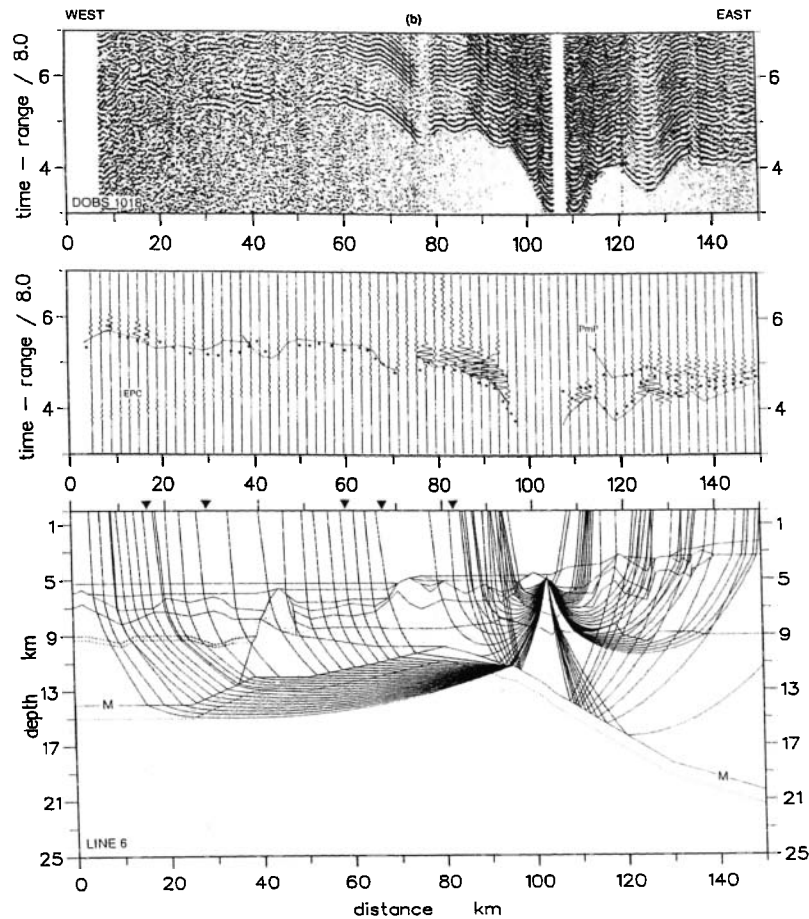 WEST (b) EAST
6 6
4 4
time – range / 8.0
DOBS 1018
0 20 40 60 80 100 120 140
6 6
4 4
time – range / 8.0
PmP
EPC
0 20 40 60 80 100 120 140
1 1
5 5
9 9
13 13
17 17
21 21
25 25
depth km
M
M
LINE 6
0 20 40 60 80 100 120 140
distance km